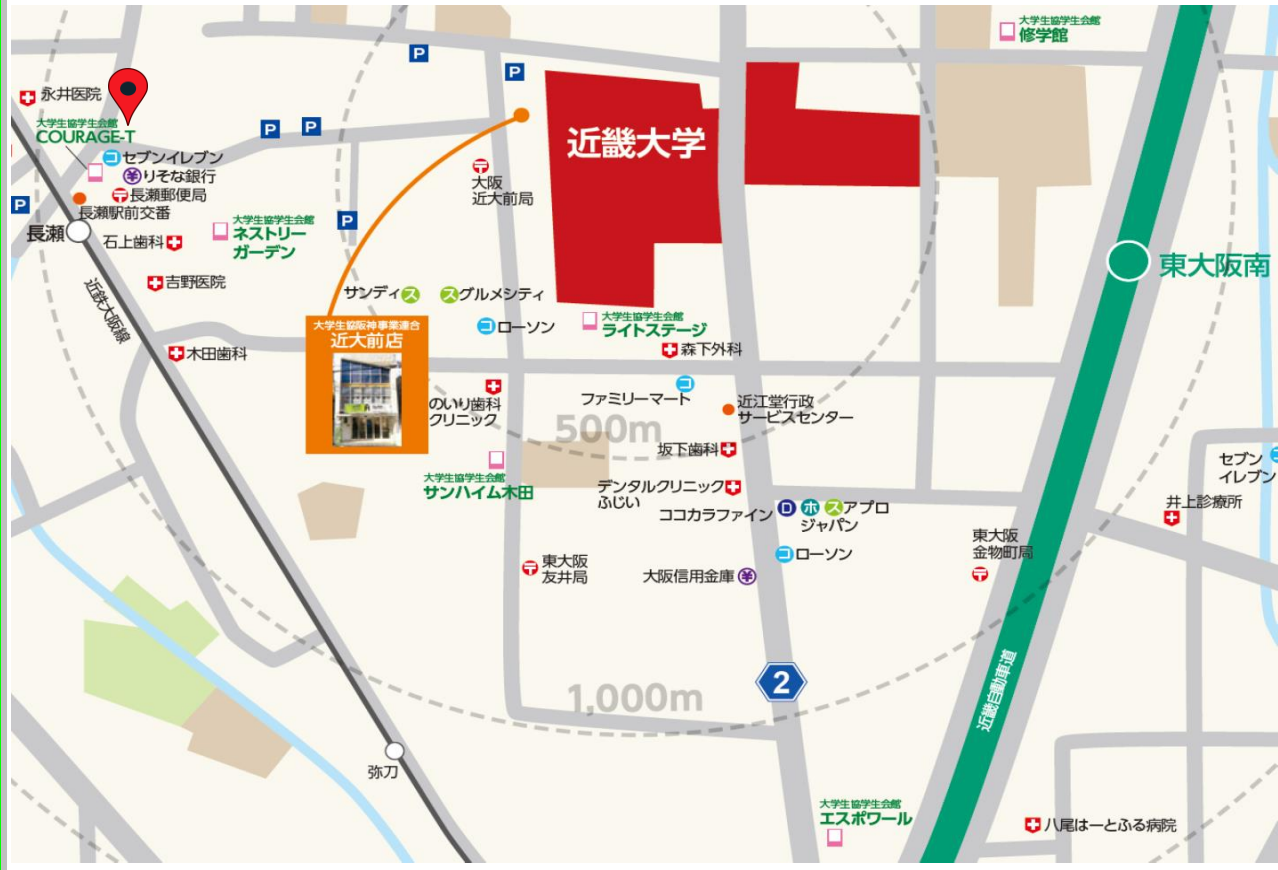 大学生協学生会館
修学館
P
P
永井医院
大学生協学生会館
COURAGE-T
P
P
近畿大学
コ セブンイレブン
¥ りそな銀行
〒 長瀬郵便局
長瀬駅前交番
P
大阪
近大前局
P
長瀬
石上歯科
大学生協学生会館
ネストリー
ガーデン
東大阪南
吉野医院
近鉄大阪線
サンディ ス
ス グルメシティ
大学生協阪神事業連合
近大前店
コ ローソン
大学生協学生会館
ライトステージ
木田歯科
森下外科
のいり歯科
クリニック
ファミリーマート
コ
近江堂行政
サービスセンター
500m
坂下歯科
大学生協学生会館
サンハイム木田
デンタルクリニック
ふじい
ココカラファイン D ホ ス アプロ
ジャパン
セブン
イレブン
コ
井上診療所
東大阪
友井局
大阪信用金庫 ¥
コ ローソン
東大阪
金物町局
近畿自動車道
2
1,000m
弥刀
大学生協学生会館
エスポワール
八尾はーとふる病院